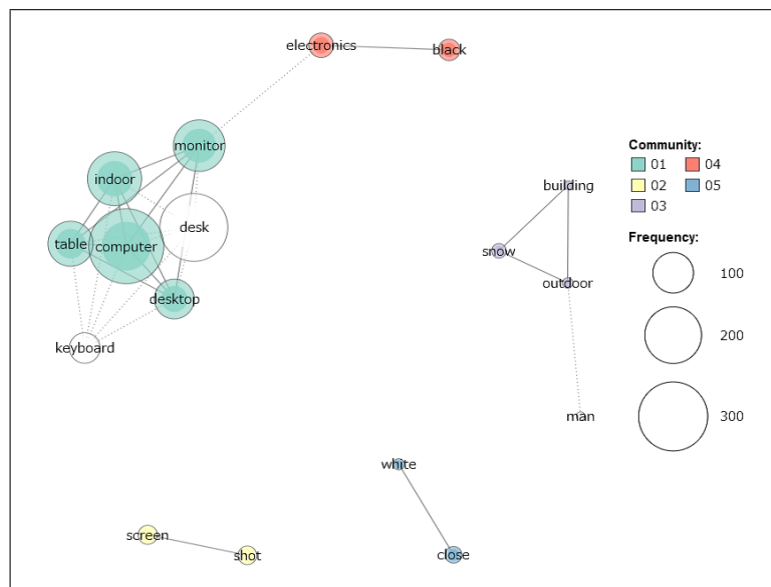 electronics
black
monitor
indoor
desk
table
computer
desktop
keyboard
building
snow
outdoor
man
white
close
screen
shot
Community:
01 04
02 05
03
Frequency:
100
200
300